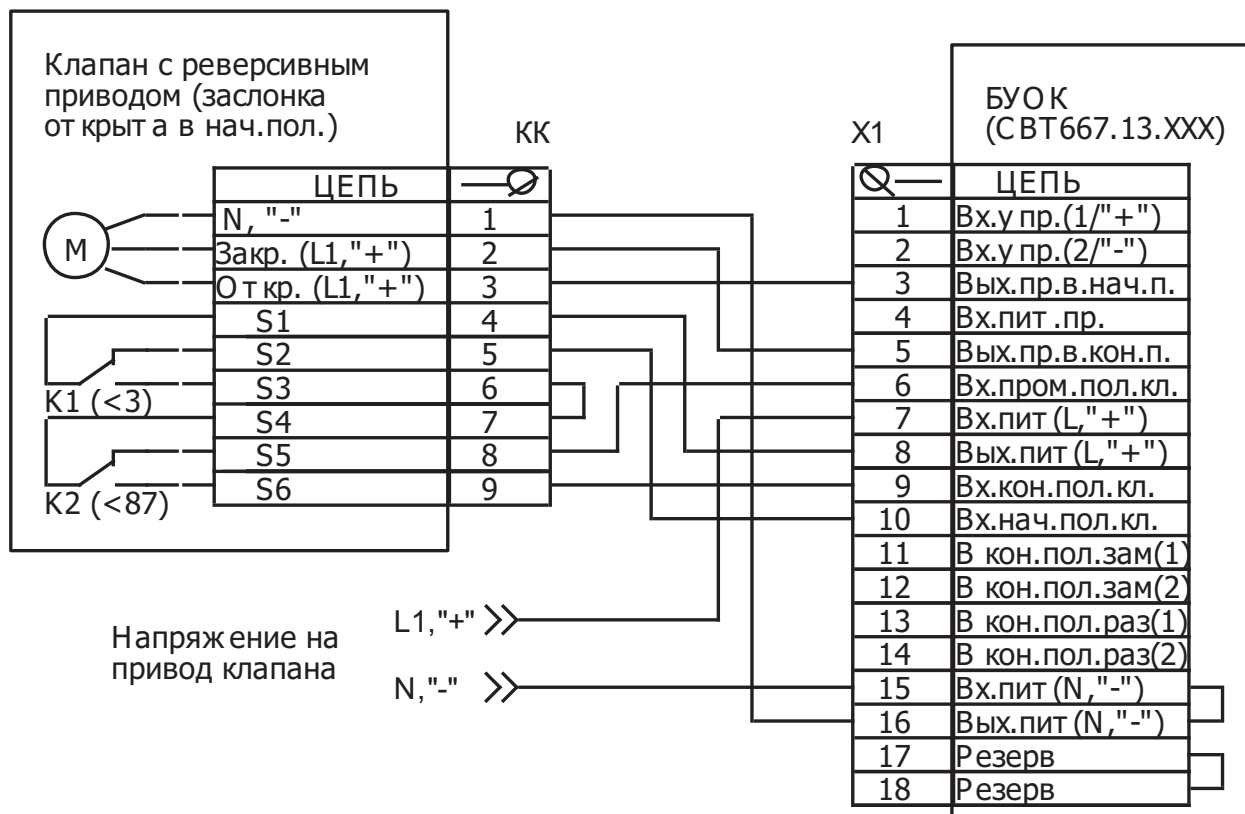 Клапан с реверсивным
приводом (заслонка
открыта в нач.пол.)
КК
ЦЕПЬ
N, "-" 1
Закр. (L1,"+") 2
Откр. (L1,"+") 3
S1 4
S2 5
S3 6
S4 7
S5 8
S6 9
М
К1 (<3)
К2 (<87)
Напряжение на
привод клапана
L1,"+"
N,"-"
X1
БУОК
(СВТ667.13.ХХХ)
ЦЕПЬ
1 Вх.упр.(1/"+")
2 Вх.упр.(2/"-")
3 Вых.пр.в.нач.п.
4 Вх.пит.пр.
5 Вых.пр.в.кон.п.
6 Вх.пром.пол.кл.
7 Вх.пит(L,"+")
8 Вых.пит(L,"+")
9 Вх.кон.пол.кл.
10 Вх.нач.пол.кл.
11 В кон.пол.зам(1)
12 В кон.пол.зам(2)
13 В кон.пол.раз(1)
14 В кон.пол.раз(2)
15 Вх.пит(N,"-")
16 Вых.пит(N,"-")
17 Резерв
18 Резерв